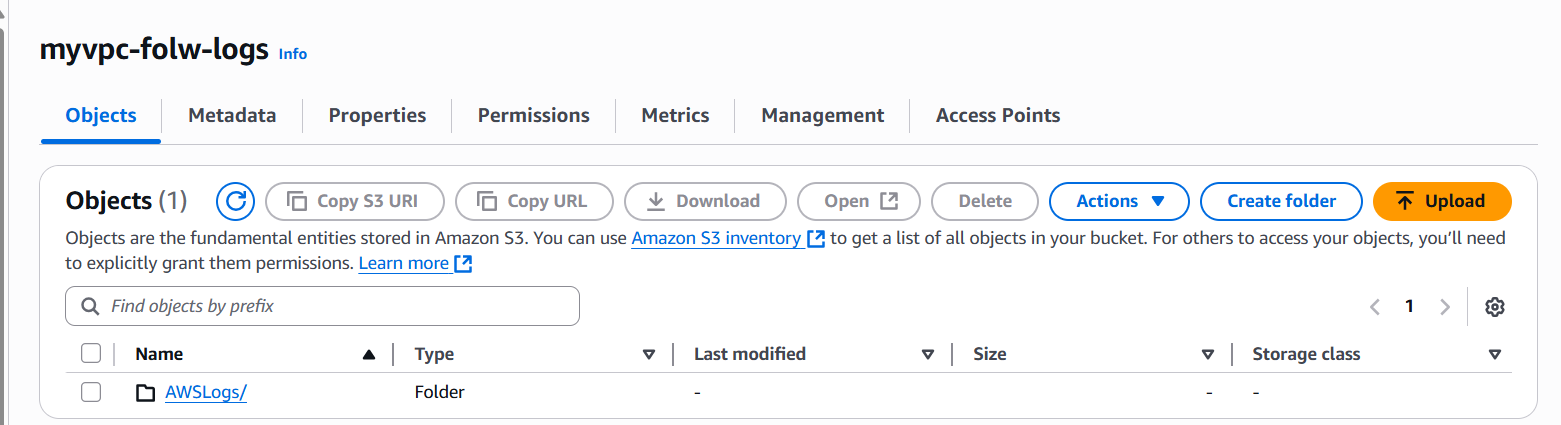 myvpc-folw-logs Info
Objects Metadata Properties Permissions Metrics Management Access Points
Objects (1) Copy S3 URI Copy URL Download Open Delete Actions Create folder Upload
Objects are the fundamental entities stored in Amazon S3. You can use Amazon S3 inventory to get a list of all objects in your bucket. For others to access your objects, you’ll need
to explicitly grant them permissions. Learn more
Find objects by prefix 1
Name Type Last modified Size Storage class
AWSLogs/ Folder - - -